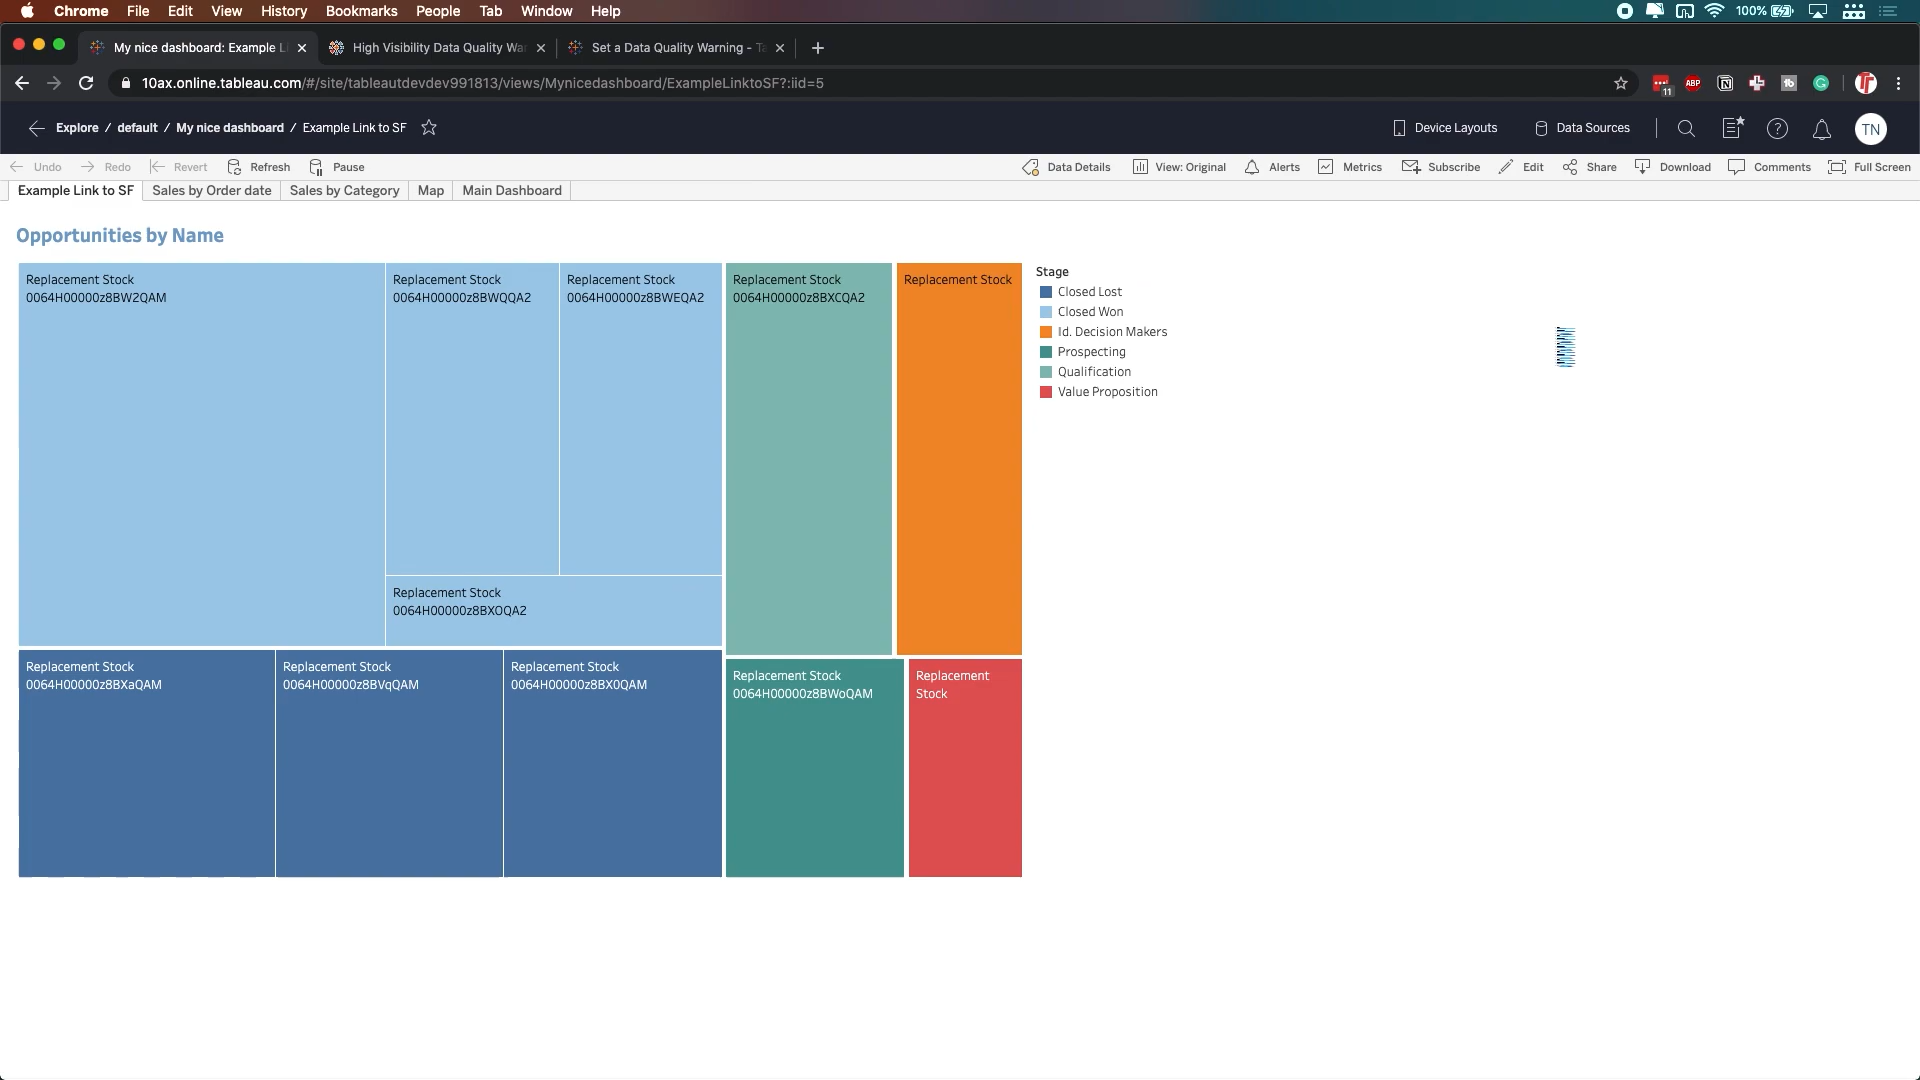 Chrome File Edit View History Bookmarks People Tab Window Help 100%
My nice dashboard: Example Li High Visibility Data Quality War Set a Data Quality Warning - Ta
10ax.online.tableau.com/#/site/tableautdevdev991813/views/Mynicedashboard/ExampleLinktoSF?:iid=5 11 ABP
Explore / default / My nice dashboard / Example Link to SF Device Layouts Data Sources TN
Undo Redo Revert Refresh Pause Data Details View: Original Alerts Metrics Subscribe Edit Share Download Comments Full Screen
Example Link to SF Sales by Order date Sales by Category Map Main Dashboard
Opportunities by Name
Replacement Stock
0064H00000z8BW2QAM
Replacement Stock
0064H00000z8BWQQA2
Replacement Stock
0064H00000z8BWEQA2
Replacement Stock
0064H00000z8BXCQA2
Replacement Stock
Replacement Stock
0064H00000z8BXOQA2
Replacement Stock
0064H00000z8BXaQAM
Replacement Stock
0064H00000z8BVqQAM
Replacement Stock
0064H00000z8BX0QAM
Replacement Stock
0064H00000z8BWoQAM
Replacement
Stock
Stage
Closed Lost
Closed Won
Id. Decision Makers
Prospecting
Qualification
Value Proposition